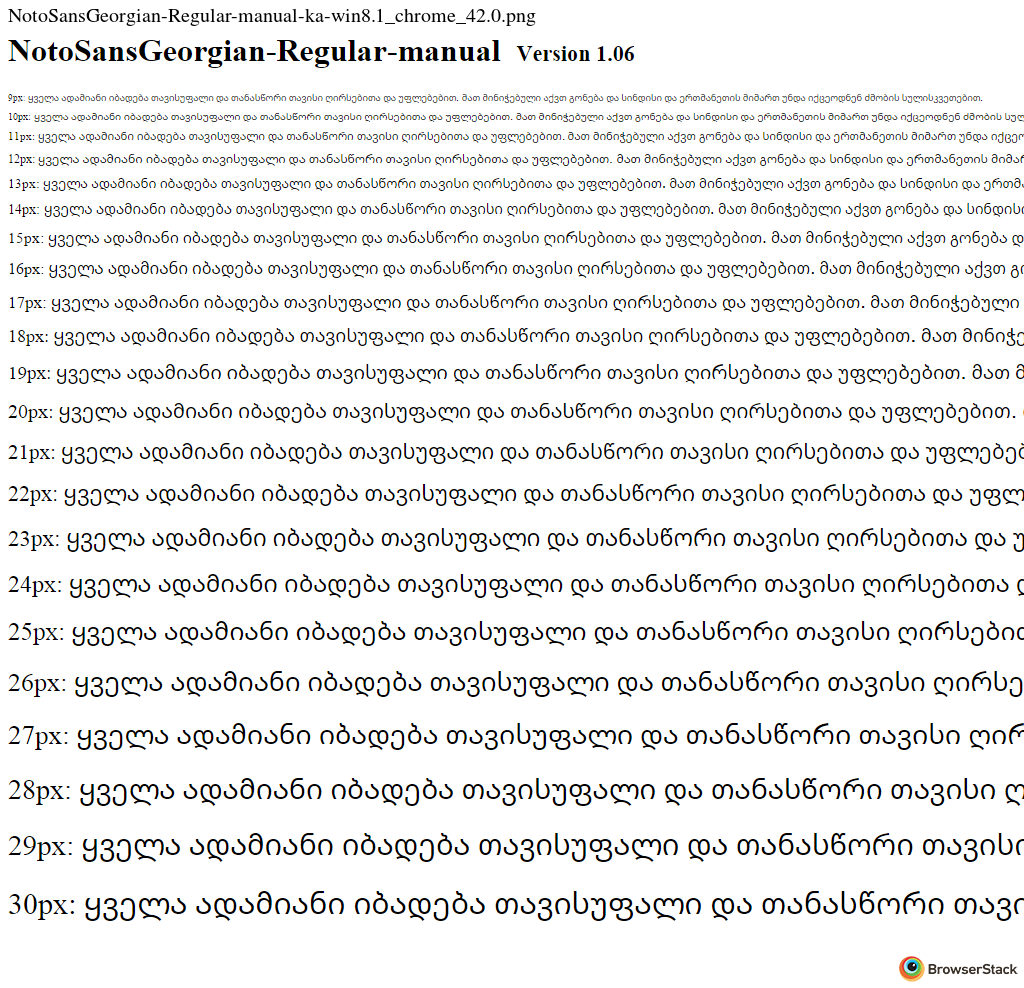 NotoSansGeorgian-Regular-manual-ka-win8.1_chrome_42.0.png
NotoSansGeorgian-Regular-manual Version 1.06
9px: ყველა ადამიანი იბადება თავისუფალი და თანასწორი თავისი ღირსებითა და უფლებებით. მათ მინიჭებული აქვთ გონება და სინდისი და ერთმანეთის მიმართ უნდა იქცეოდნენ ძმობის სულისკვეთებით.
10px: ყველა ადამიანი იბადება თავისუფალი და თანასწორი თავისი ღირსებითა და უფლებებით. მათ მინიჭებული აქვთ გონება და სინდისი და ერთმანეთის მიმართ უნდა იქცეოდნენ ძმობის სულ
11px: ყველა ადამიანი იბადება თავისუფალი და თანასწორი თავისი ღირსებითა და უფლებებით. მათ მინიჭებული აქვთ გონება და სინდისი და ერთმანეთის მიმართ უნდა იქცეო
12px: ყველა ადამიანი იბადება თავისუფალი და თანასწორი თავისი ღირსებითა და უფლებებით. მათ მინიჭებული აქვთ გონება და სინდისი და ერთმანეთის მიმარ
13px: ყველა ადამიანი იბადება თავისუფალი და თანასწორი თავისი ღირსებითა და უფლებებით. მათ მინიჭებული აქვთ გონება და სინდისი და ერთმ
14px: ყველა ადამიანი იბადება თავისუფალი და თანასწორი თავისი ღირსებითა და უფლებებით. მათ მინიჭებული აქვთ გონება და სინდისი
15px: ყველა ადამიანი იბადება თავისუფალი და თანასწორი თავისი ღირსებითა და უფლებებით. მათ მინიჭებული აქვთ გონება დ
16px: ყველა ადამიანი იბადება თავისუფალი და თანასწორი თავისი ღირსებითა და უფლებებით. მათ მინიჭებული აქვთ გ
17px: ყველა ადამიანი იბადება თავისუფალი და თანასწორი თავისი ღირსებითა და უფლებებით. მათ მინიჭებული
18px: ყველა ადამიანი იბადება თავისუფალი და თანასწორი თავისი ღირსებითა და უფლებებით. მათ მინიჭე
19px: ყველა ადამიანი იბადება თავისუფალი და თანასწორი თავისი ღირსებითა და უფლებებით. მათ მ
20px: ყველა ადამიანი იბადება თავისუფალი და თანასწორი თავისი ღირსებითა და უფლებებით.
21px: ყველა ადამიანი იბადება თავისუფალი და თანასწორი თავისი ღირსებითა და უფლებებ
22px: ყველა ადამიანი იბადება თავისუფალი და თანასწორი თავისი ღირსებითა და უფლ
23px: ყველა ადამიანი იბადება თავისუფალი და თანასწორი თავისი ღირსებითა და უ
24px: ყველა ადამიანი იბადება თავისუფალი და თანასწორი თავისი ღირსებითა
25px: ყველა ადამიანი იბადება თავისუფალი და თანასწორი თავისი ღირსებით
26px: ყველა ადამიანი იბადება თავისუფალი და თანასწორი თავისი ღირსე
27px: ყველა ადამიანი იბადება თავისუფალი და თანასწორი თავისი ღირ
28px: ყველა ადამიანი იბადება თავისუფალი და თანასწორი თავისი ღ
29px: ყველა ადამიანი იბადება თავისუფალი და თანასწორი თავისი
30px: ყველა ადამიანი იბადება თავისუფალი და თანასწორი თავი
BrowserStack